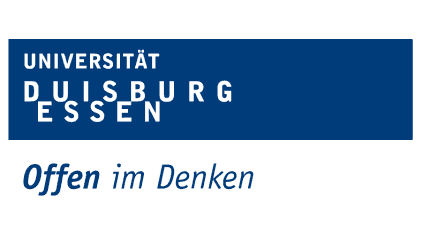 UNIVERSITÄT
DUISBURG
ESSEN
Offen im Denken